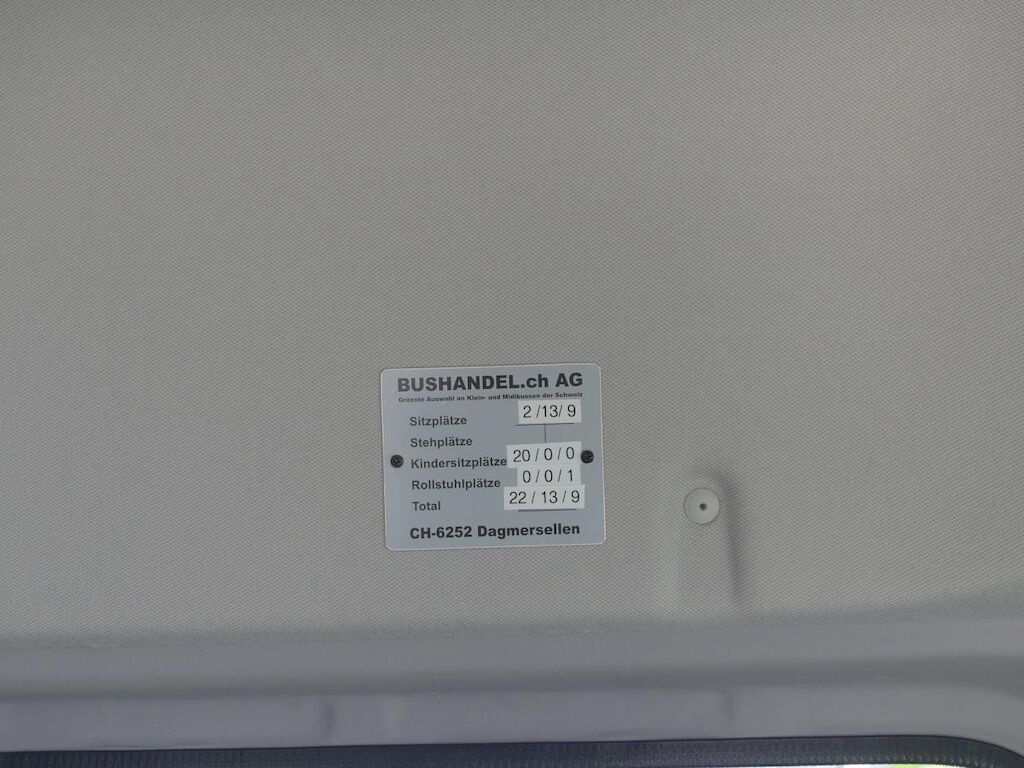 BUSHANDEL.ch AG
Grösste Auswahl an Klein- und Midibussen der Schweiz
Sitzplätze 2 /13/ 9
Stehplätze
Kindersitzplätze 20 / 0 / 0
Rollstuhlplätze 0 / 0 / 1
Total 22 / 13 / 9
CH-6252 Dagmersellen